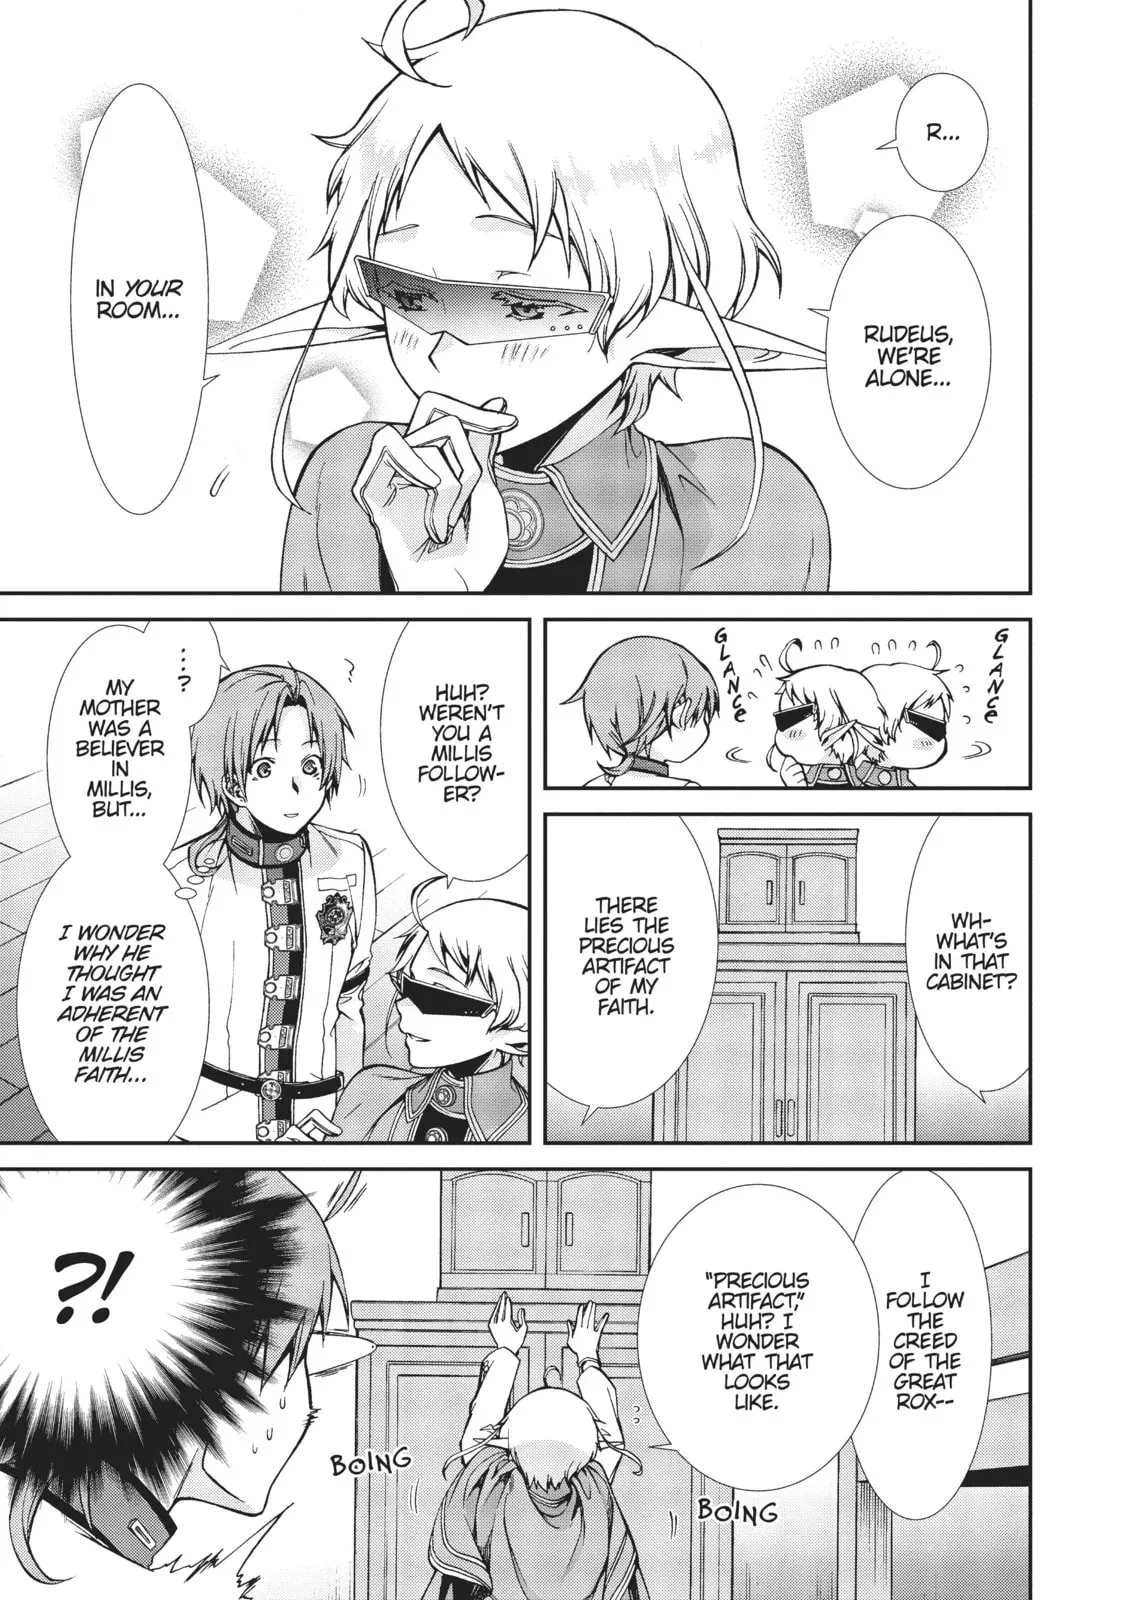 R...
RUDEUS,
WE'RE
ALONE...
IN YOUR
ROOM...
GLANCE
GLANCE
WH-
WHAT'S
IN THAT
CABINET?
THERE
LIES THE
PRECIOUS
ARTIFACT
OF MY
FAITH.
HUH?
WEREN'T
YOU A
MILLIS
FOLLOW-
ER?
...?
MY
MOTHER
WAS A
BELIEVER
IN
MILLIS,
BUT...
I WONDER
WHY HE
THOUGHT
I WAS AN
ADHERENT
OF THE
MILLIS
FAITH...
I
FOLLOW
THE
CREED
OF THE
GREAT
ROX--
"PRECIOUS
ARTIFACT,"
HUH? I
WONDER
WHAT THAT
LOOKS
LIKE.
BOING
BOING
?!